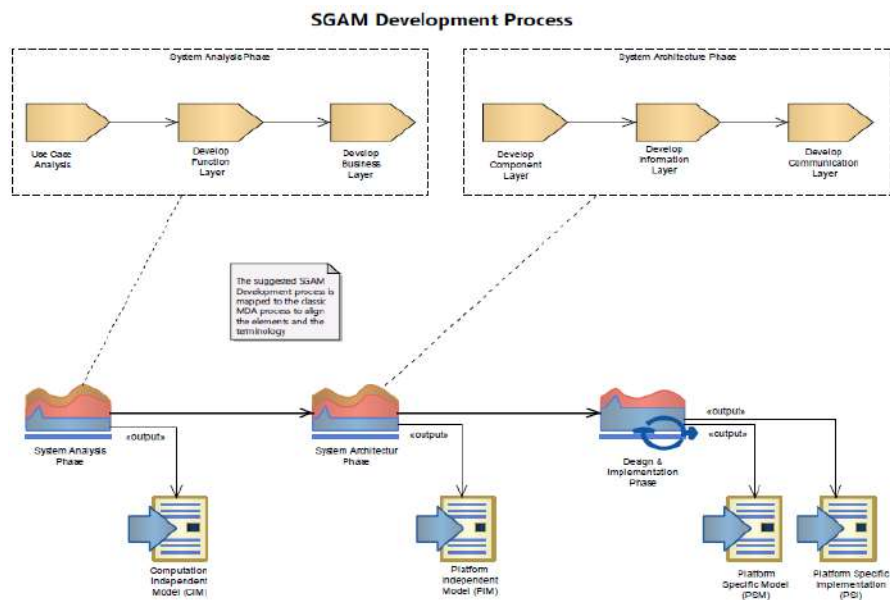 SGAM Development Process
System Analysis Phase
Use Case
Analysis
Develop
Function
Layer
Develop
Business Layer
System Architecture Phase
Develop
Component
Layer
Develop
Information Layer
Develop
Communication Layer
The suggested SGAM
Development process is
mapped to the classic
MDA process to align
the elements and the
terminology
System Analysis
Phase
«output»
System Architectur
Phase
«output»
Design &
Implementation
Phase
«output»
«output»
Computation
Independent
Model (CIM)
Platform
Independent
Model (PIM)
Platform
Specific Model
(PSM)
Platform Specific
Implementation
(PSI)